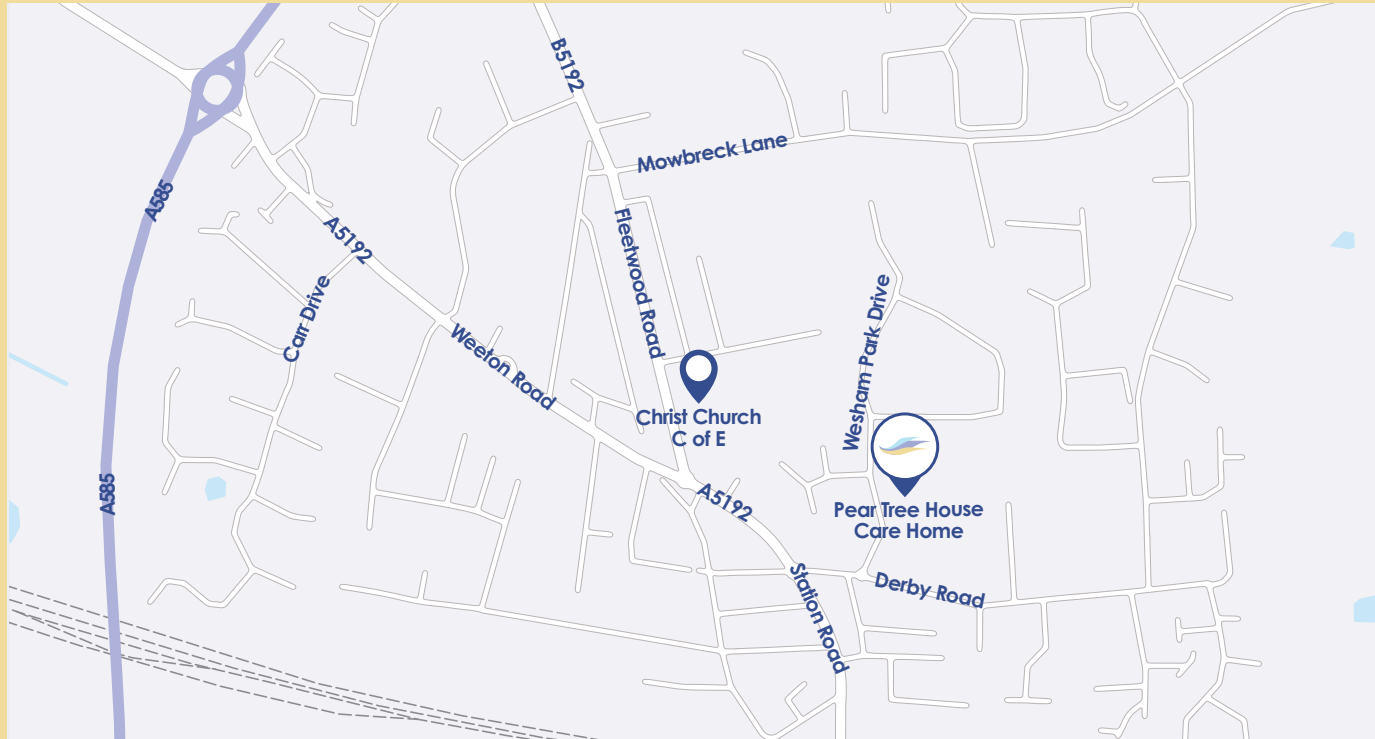 B5192
Mowbreck Lane
A585
A5192
Fleetwood Road
Carr Drive
Wesham Park Drive
Weeton Road
Christ Church
C of E
A585
A5192
Pear Tree House
Care Home
Station Road
Derby Road